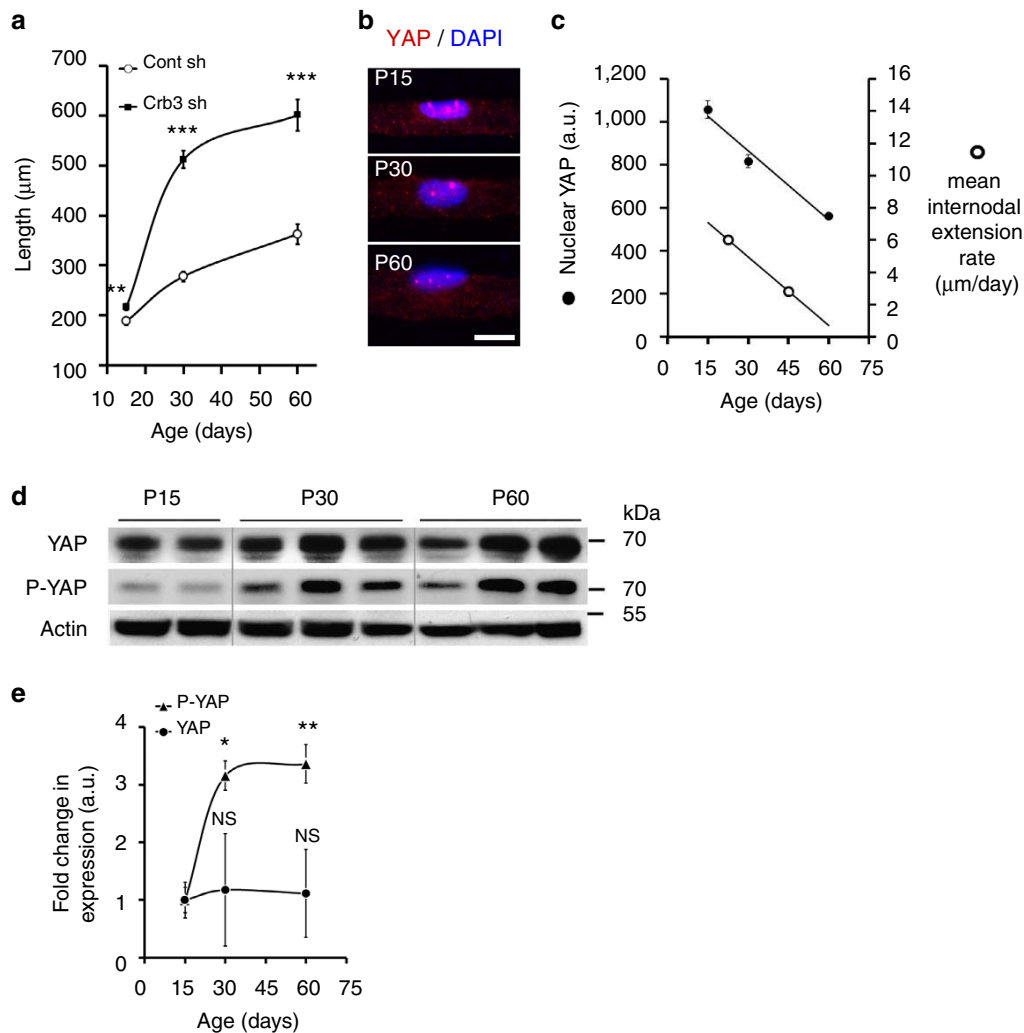 a
700
600
500
400
300
200
100
Length (µm)
Cont sh
Crb3 sh
**
***
***
10 20 30 40 50 60
Age (days)
b
YAP / DAPI
P15
P30
P60
c
1,200
1,000
800
600
400
200
0
Nuclear YAP (a.u.)
16
14
12
10
8
6
4
2
0
mean
internodal
extension
rate
(µm/day)
0 15 30 45 60 75
Age (days)
d
P15 P30 P60
kDa
YAP
70
P-YAP
70
55
Actin
e
P-YAP
YAP
4
3
2
1
0
Fold change in
expression (a.u.)
*
**
NS
NS
0 15 30 45 60 75
Age (days)